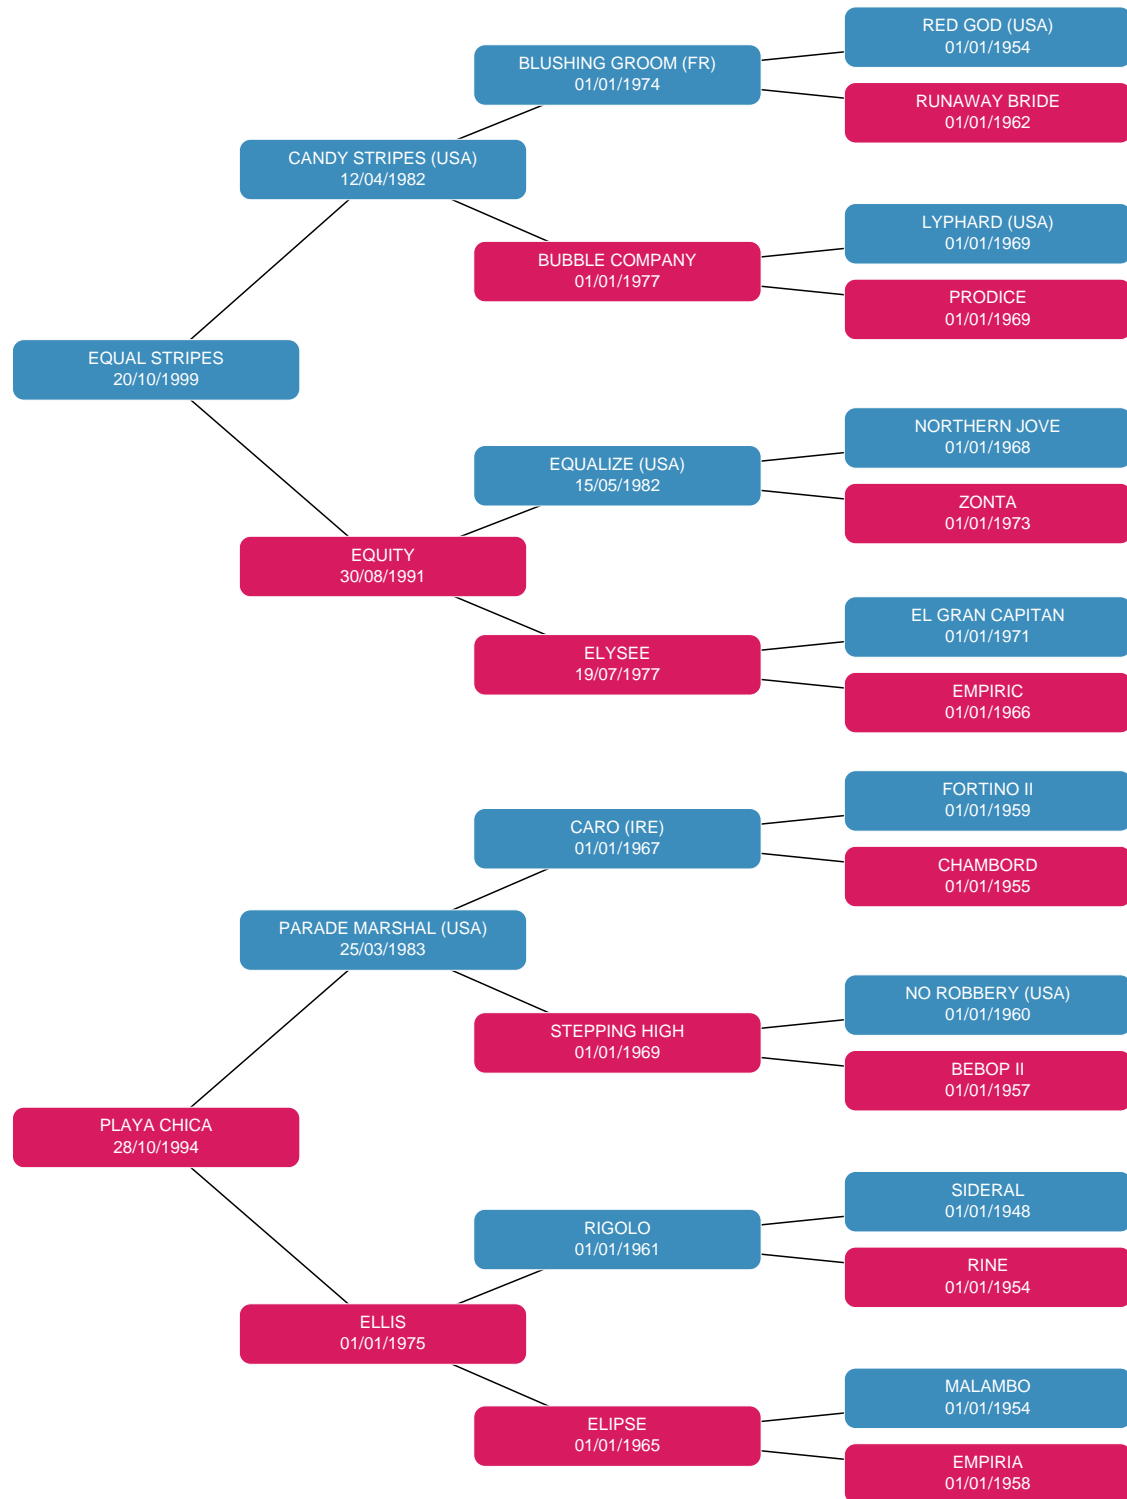 RED GOD (USA)
01/01/1954
BLUSHING GROOM (FR)
01/01/1974
RUNAWAY BRIDE
01/01/1962
CANDY STRIPES (USA)
12/04/1982
LYPHARD (USA)
01/01/1969
BUBBLE COMPANY
01/01/1977
PRODICE
01/01/1969
EQUAL STRIPES
20/10/1999
NORTHERN JOVE
01/01/1968
EQUALIZE (USA)
15/05/1982
ZONTA
01/01/1973
EQUITY
30/08/1991
EL GRAN CAPITAN
01/01/1971
ELYSEE
19/07/1977
EMPIRIC
01/01/1966
FORTINO II
01/01/1959
CARO (IRE)
01/01/1967
CHAMBORD
01/01/1955
PARADE MARSHAL (USA)
25/03/1983
NO ROBBERY (USA)
01/01/1960
STEPPING HIGH
01/01/1969
BEBOP II
01/01/1957
PLAYA CHICA
28/10/1994
SIDERAL
01/01/1948
RIGOLO
01/01/1961
RINE
01/01/1954
ELLIS
01/01/1975
MALAMBO
01/01/1954
ELIPSE
01/01/1965
EMPIRIA
01/01/1958